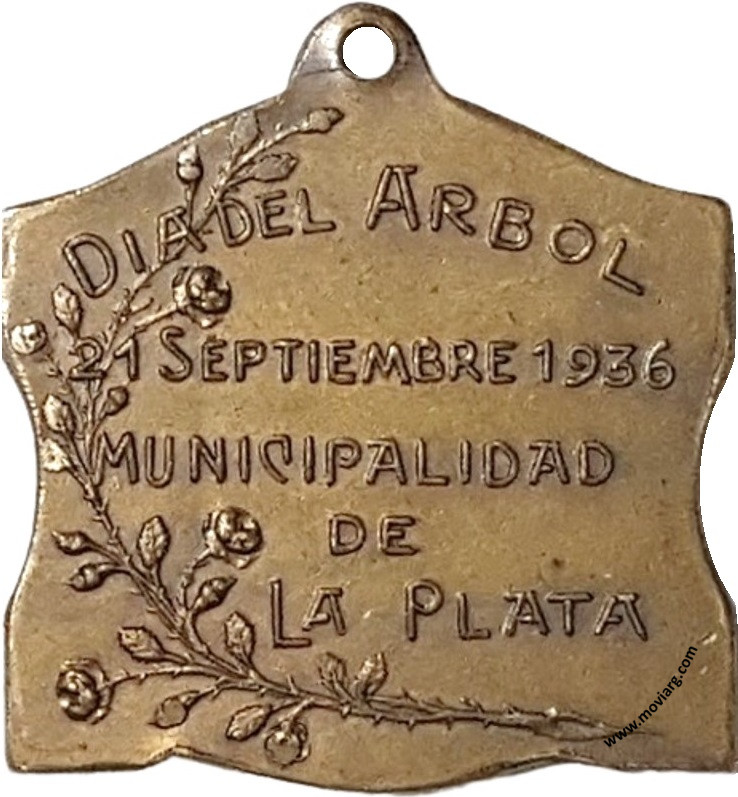 DIA DEL ARBOL
21 SEPTIEMBRE 1936
MUNICIPALIDAD
DE
LA PLATA
www.moviarg.com